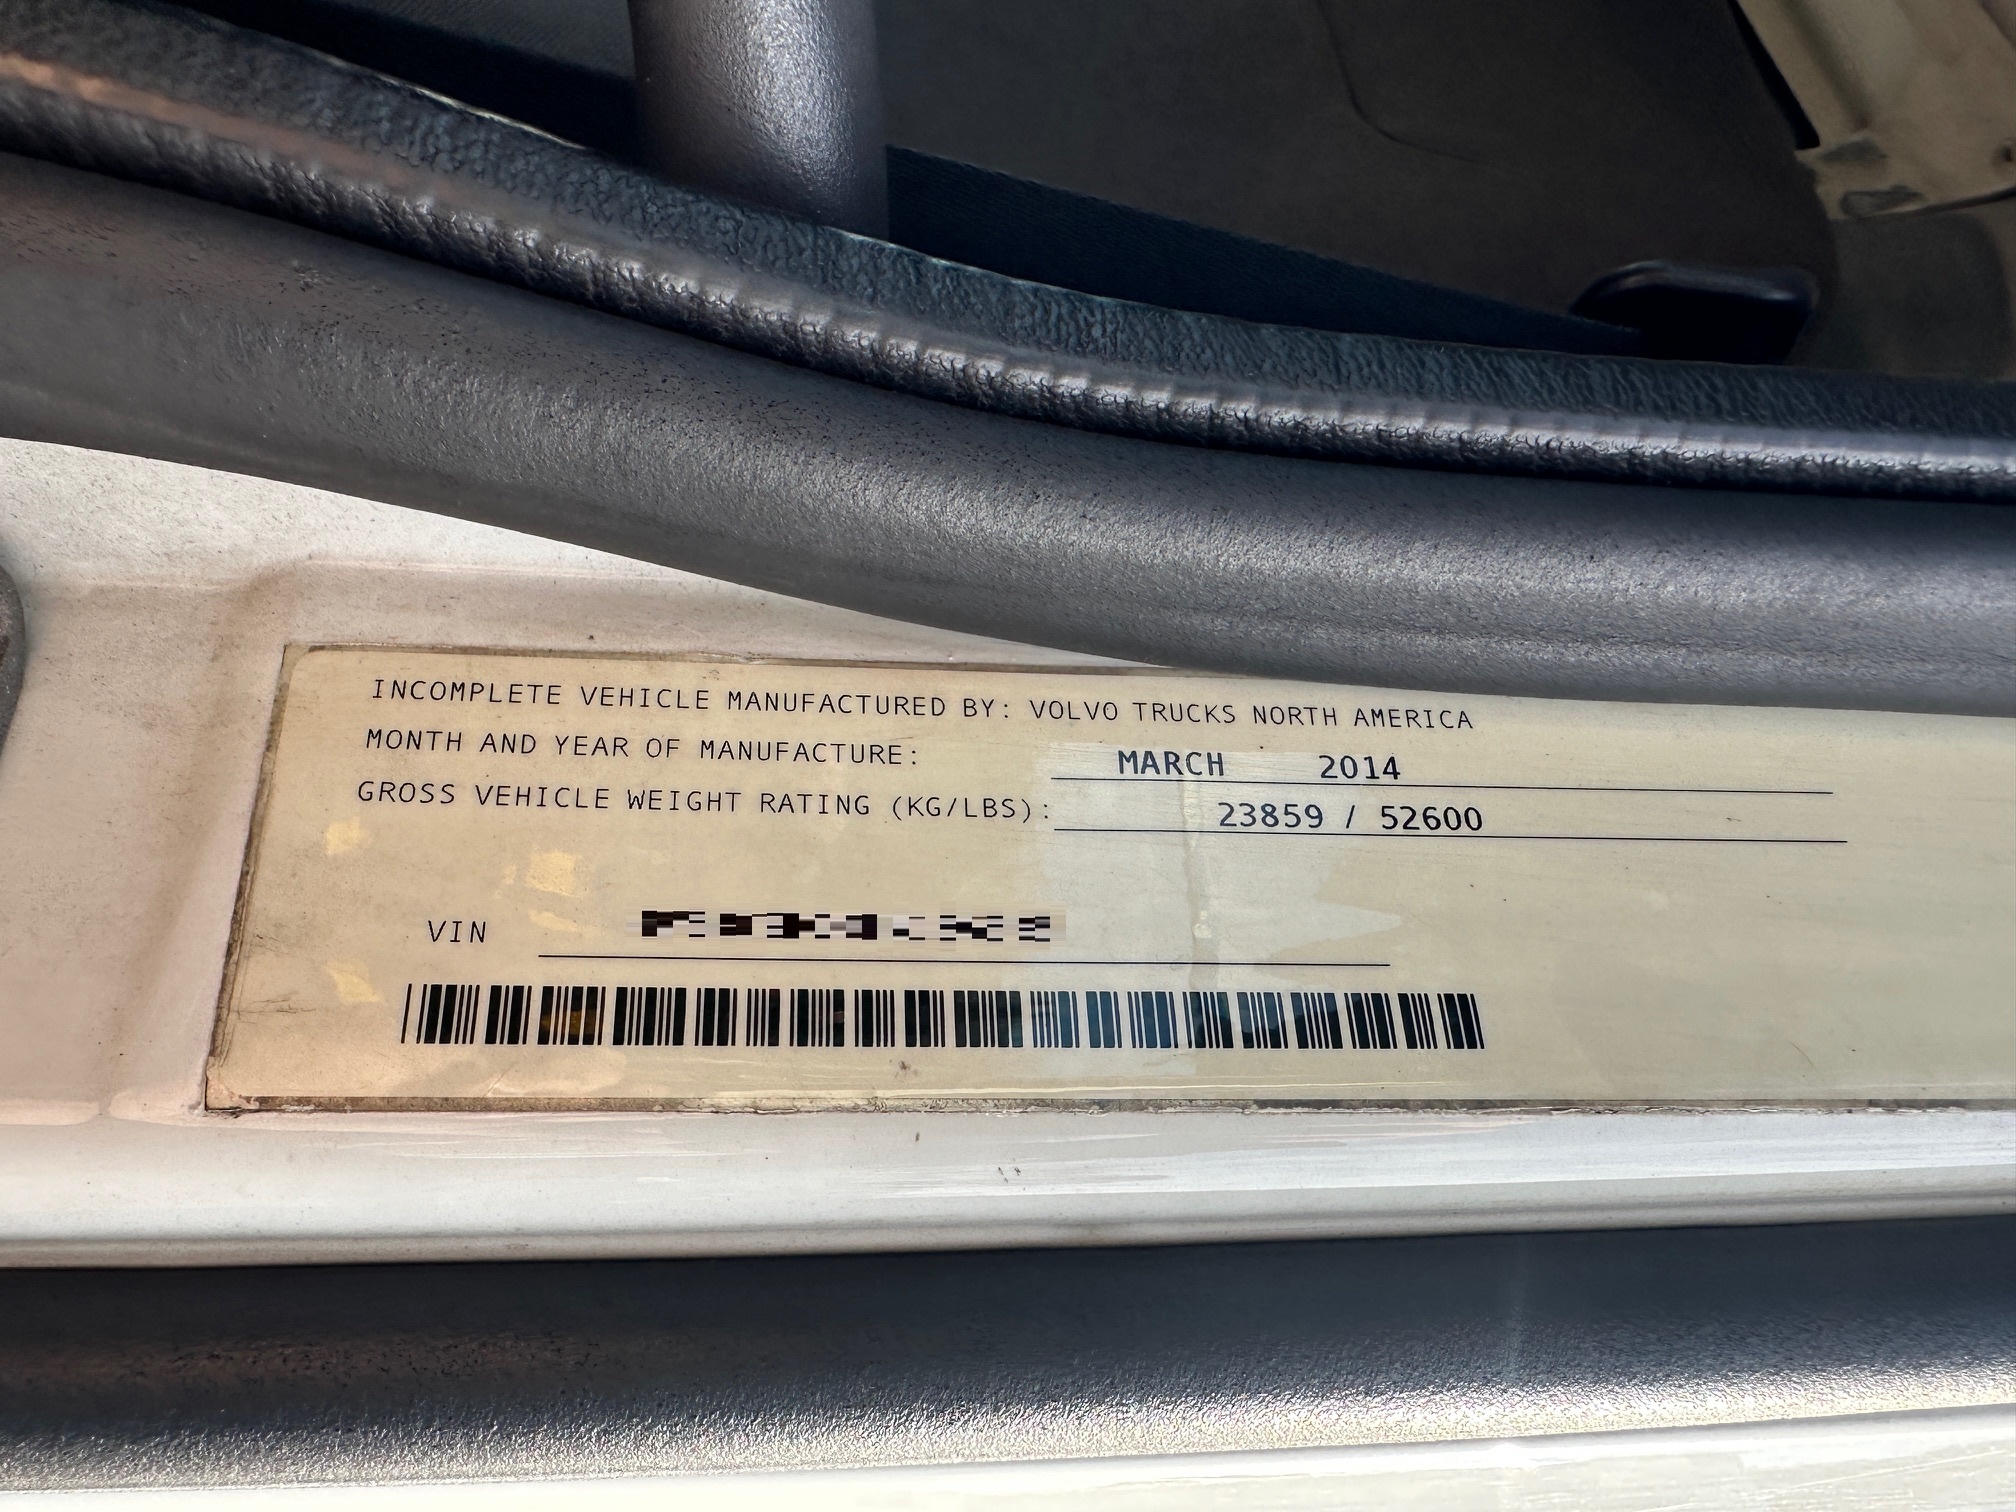 INCOMPLETE VEHICLE MANUFACTURED BY: VOLVO TRUCKS NORTH AMERICA
MONTH AND YEAR OF MANUFACTURE: MARCH 2014
GROSS VEHICLE WEIGHT RATING (KG/LBS): 23859 / 52600
VIN